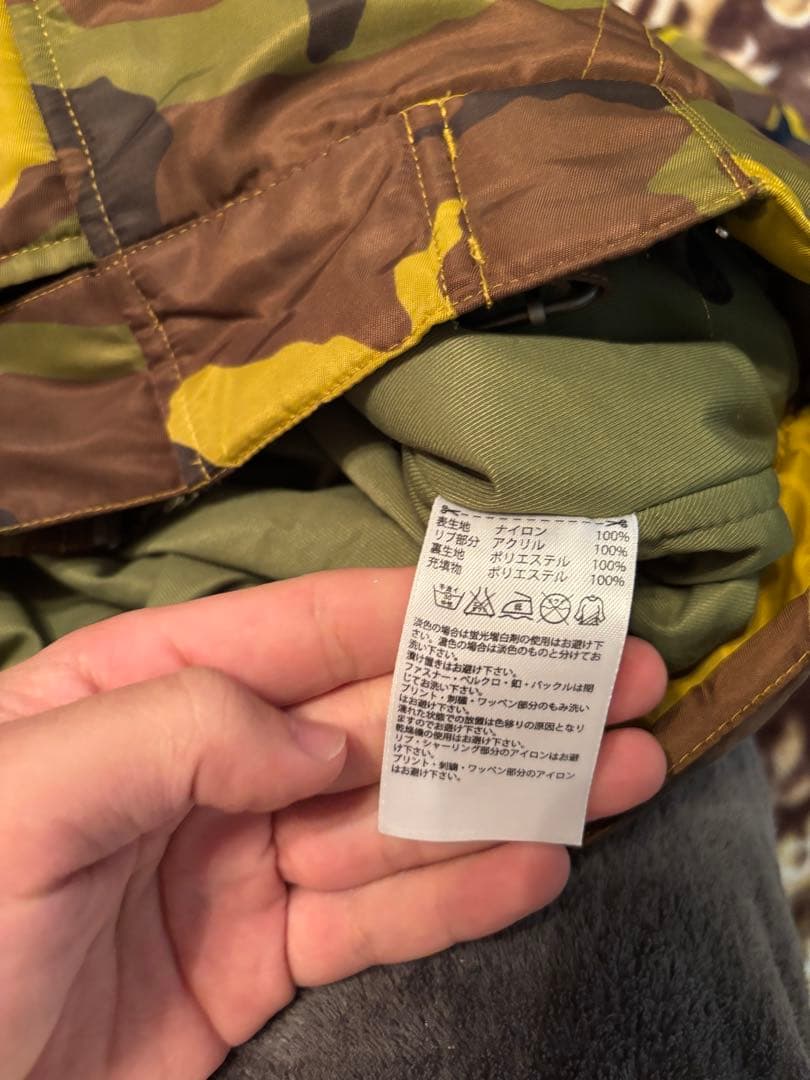 表生地 ナイロン 100%
リブ部分 アクリル 100%
裏生地 ポリエステル 100%
充填物 ポリエステル 100%
手洗イ 30 中性
淡色の場合は蛍光増白剤の使用はお避け下
さい。濃色の場合は淡色のものと分けてお
洗い下さい。
漬け置きはお避け下さい。
ファスナー・ベルクロ・釦・バックルは閉
じてお洗い下さい。
プリント・刺繍・ワッペン部分のもみ洗い
はお避け下さい。
濡れた状態での放置は色移りの原因となり
ますのでお避け下さい。
乾燥機の使用はお避け下さい。
リブ・シャーリング部分のアイロンはお避
け下さい。
プリント・刺繍・ワッペン部分のアイロン
はお避け下さい。